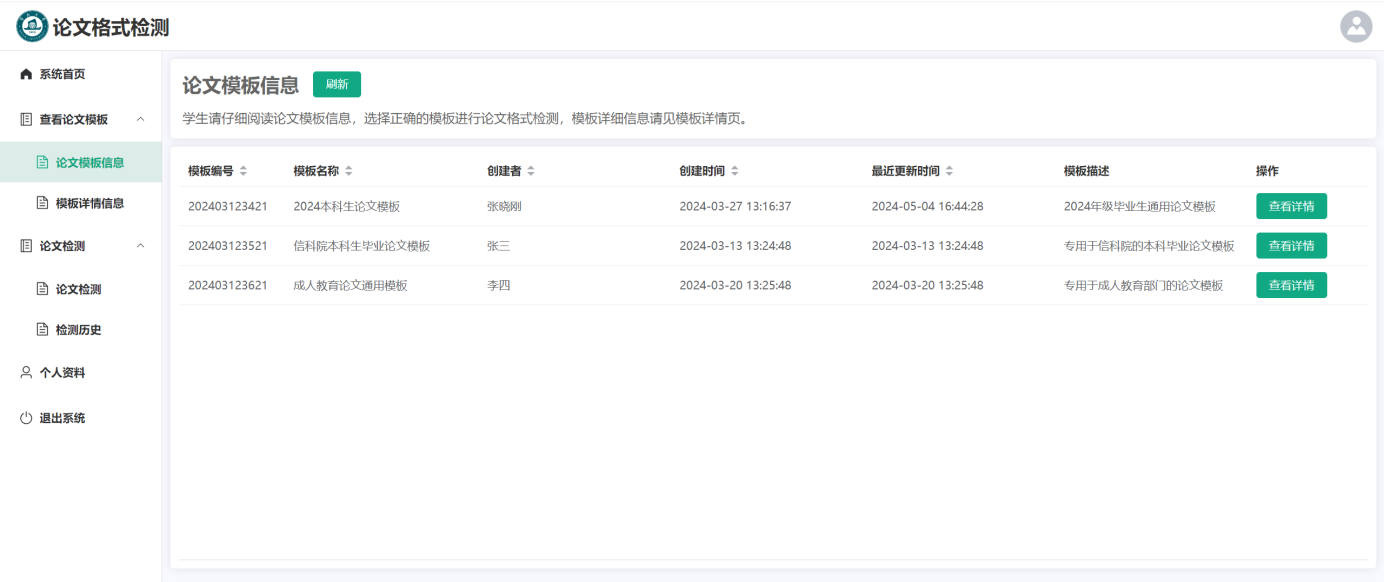 论文格式检测
系统首页
查看论文模板
论文模板信息
模板详情信息
论文检测
论文检测
检测历史
个人资料
退出系统
论文模板信息 刷新
学生请仔细阅读论文模板信息，选择正确的模板进行论文格式检测，模板详细信息请见模板详情页。
模板编号 模板名称 创建者 创建时间 最近更新时间 模板描述 操作
202403123421 2024本科生论文模板 张晓刚 2024-03-27 13:16:37 2024-05-04 16:44:28 2024年级毕业生通用论文模板 查看详情
202403123521 信科院本科生毕业论文模板 张三 2024-03-13 13:24:48 2024-03-13 13:24:48 专用于信科院的本科毕业论文模板 查看详情
202403123621 成人教育论文通用模板 李四 2024-03-20 13:25:48 2024-03-20 13:25:48 专用于成人教育部门的论文模板 查看详情